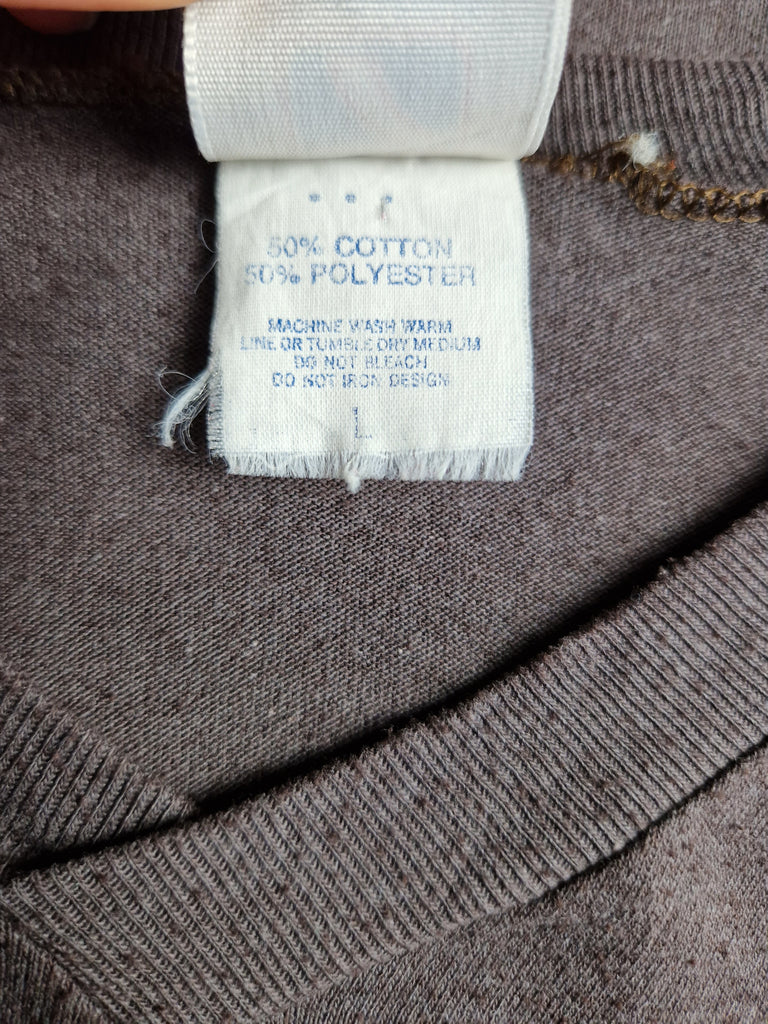 50% COTTON
50% POLYESTER
MACHINE WASH WARM
LINE OR TUMBLE DRY MEDIUM
DO NOT BLEACH
DO NOT IRON DESIGN
L